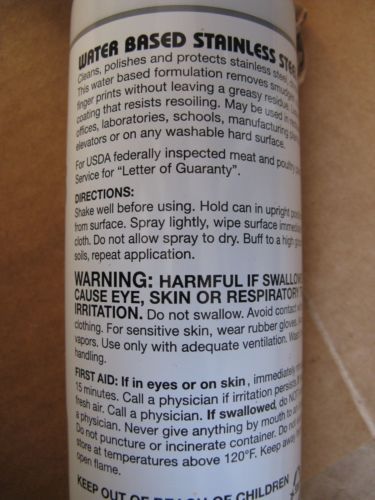 WATER BASED STAINLESS
Cleans, polishes and protects stainless steel,
This water based formulation removes smudges
finger prints without leaving a greasy residue.
coating that resists resoiling. May be used in
offices, laboratories, schools, manufacturing
elevators or on any washable hard surface.
For USDA federally inspected meat and poultry
Service for "Letter of Guaranty".
DIRECTIONS:
Shake well before using. Hold can in upright
from surface. Spray lightly, wipe surface
cloth. Do not allow spray to dry. Buff to a high
soils, repeat application.
WARNING: HARMFUL IF
CAUSE EYE, SKIN OR RESPIRATORY
IRRITATION. Do not swallow. Avoid contact
clothing. For sensitive skin, wear rubber gloves.
vapors. Use only with adequate ventilation.
handling.
FIRST AID: If in eyes or on skin, immediately
15 minutes. Call a physician if irritation persists.
fresh air. Call a physician. If swallowed, do NOT
a physician. Never give anything by mouth to
Do not puncture or incinerate container. Do not
store at temperatures above 120°F. Keep away
open flame.
KEEP OUT OF REACH OF CHILDREN